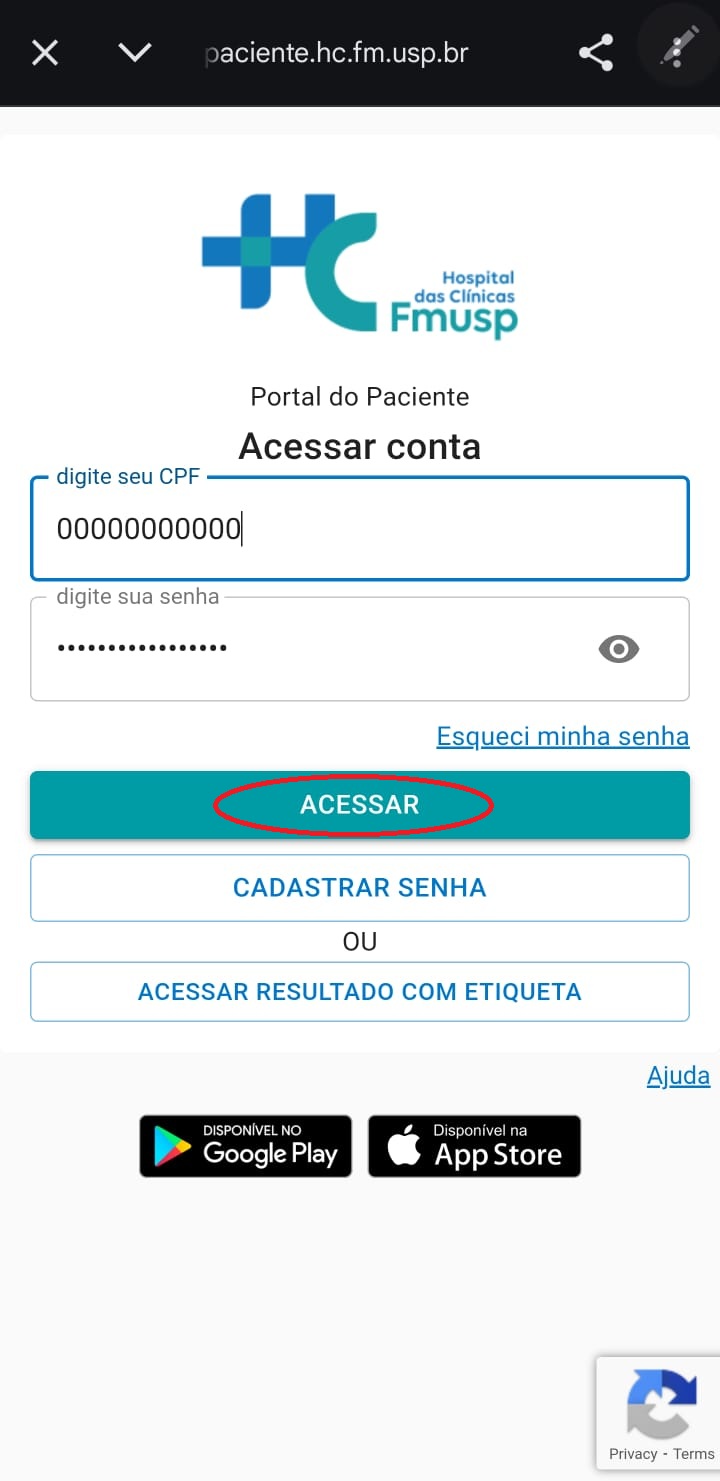 paciente.hc.fm.usp.br
HC
Hospital
das Clínicas
Fmusp
Portal do Paciente
Acessar conta
digite seu CPF
00000000000
digite sua senha
•••••••••••••••••
Esqueci minha senha
ACESSAR
CADASTRAR SENHA
OU
ACESSAR RESULTADO COM ETIQUETA
Ajuda
DISPONÍVEL NO
Google Play
Disponível na
App Store
Privacy - Terms